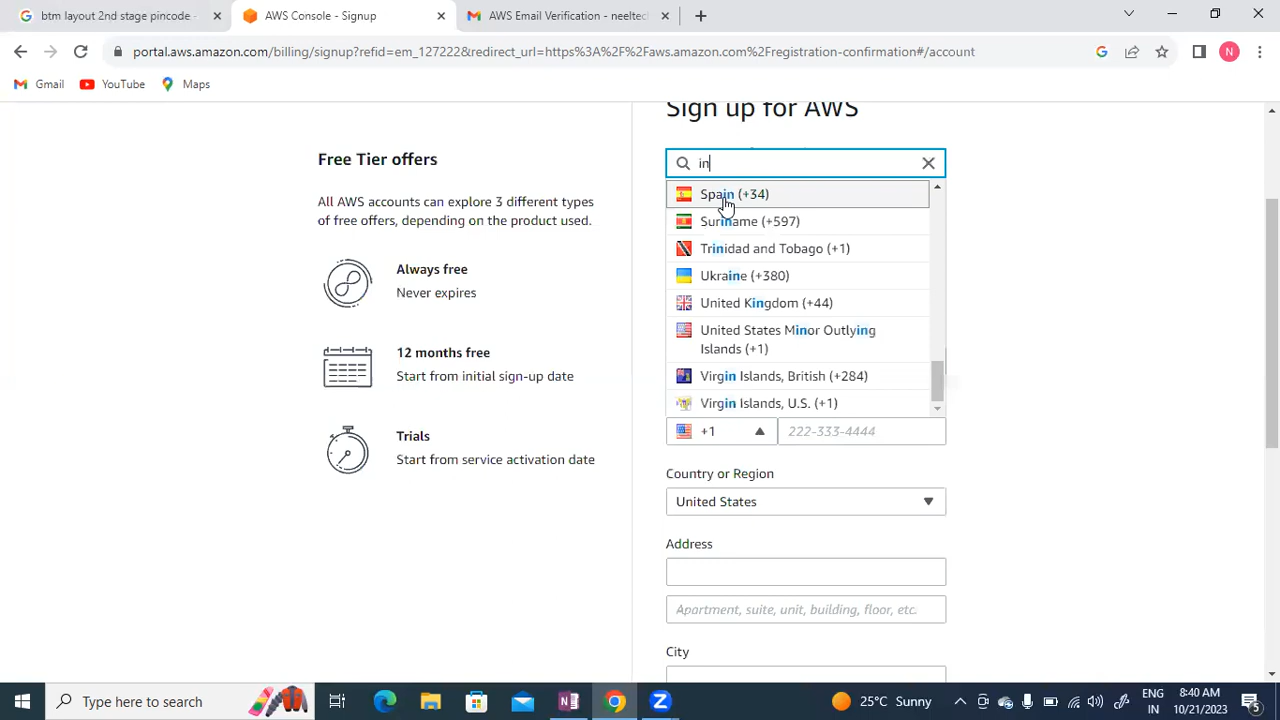 btm layout 2nd stage pincode -
AWS Console - Signup
AWS Email Verification - neeltech
portal.aws.amazon.com/billing/signup?refid=em_127222&redirect_url=https%3A%2F%2Faws.amazon.com%2Fregistration-confirmation#/account
N
Gmail
YouTube
Maps
Sign up for AWS
Free Tier offers
All AWS accounts can explore 3 different types
of free offers, depending on the product used.
Always free
Never expires
12 months free
Start from initial sign-up date
Trials
Start from service activation date
in
Spain (+34)
Suriname (+597)
Trinidad and Tobago (+1)
Ukraine (+380)
United Kingdom (+44)
United States Minor Outlying
Islands (+1)
Virgin Islands, British (+284)
Virgin Islands, U.S. (+1)
+1
222-333-4444
Country or Region
United States
Address
Apartment, suite, unit, building, floor, etc.
City
Type here to search
25°C Sunny
ENG
IN
8:40 AM
10/21/2023
5